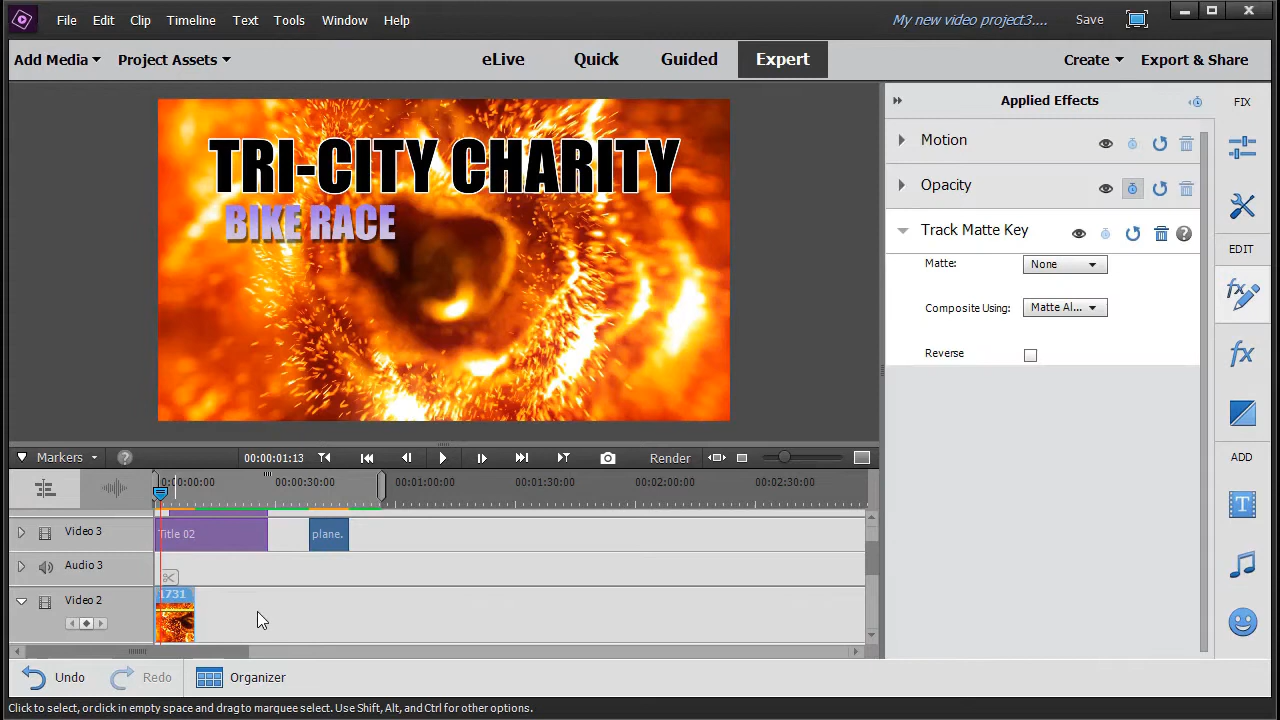 File Edit Clip Timeline Text Tools Window Help My new video project3.... Save
Add Media Project Assets eLive Quick Guided Expert Create Export & Share
Applied Effects FIX
TRI-CITY CHARITY
BIKE RACE
Motion
Opacity
Track Matte Key
EDIT
Matte: None
Composite Using: Matte Al...
Reverse
Markers 00:00:01:13 Render
ADD
0:00:00:00 00:00:30:00 00:01:00:00 00:01:30:00 00:02:00:00 00:02:30:00
Video 3 Title 02 plane.
Audio 3
Video 2 1731
Undo Redo Organizer
Click to select, orclick in empty space and drag to marquee select. Use Shift, Alt, and Ctrl for other options.